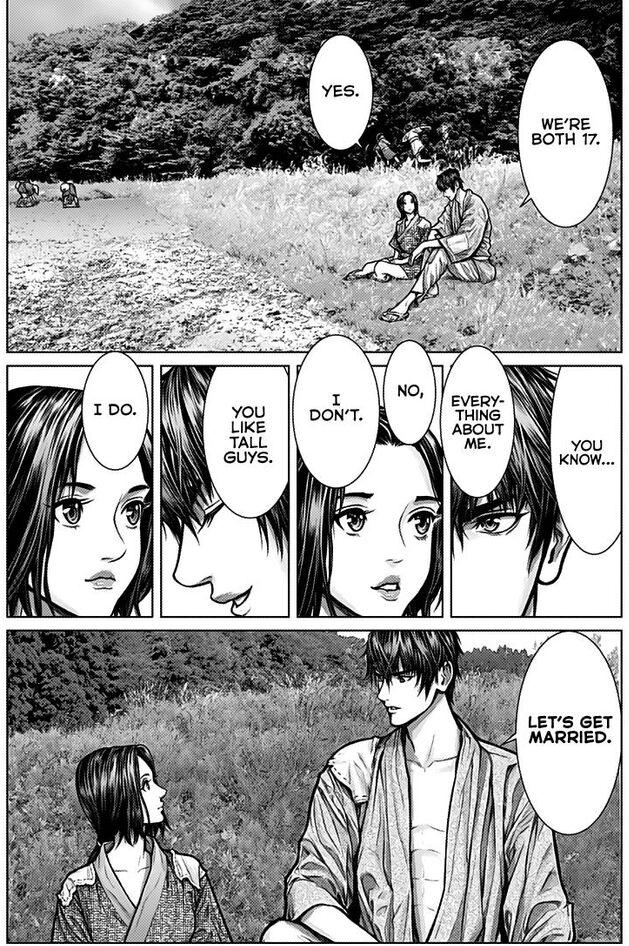 WE'RE
BOTH 17.
YES.
YOU
KNOW...
EVERY-
THING
ABOUT
ME.
NO,
I
DON'T.
YOU
LIKE
TALL
GUYS.
I DO.
LET'S GET
MARRIED.